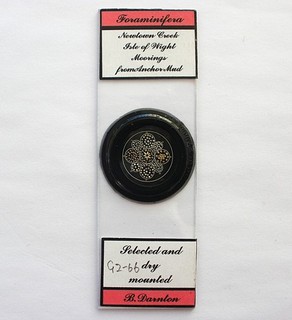 Foraminifera
Newtown Creek
Isle of Wight
Moorings
from Anchor Mud
Selected and
dry
G2-66
mounted
B. Darnton